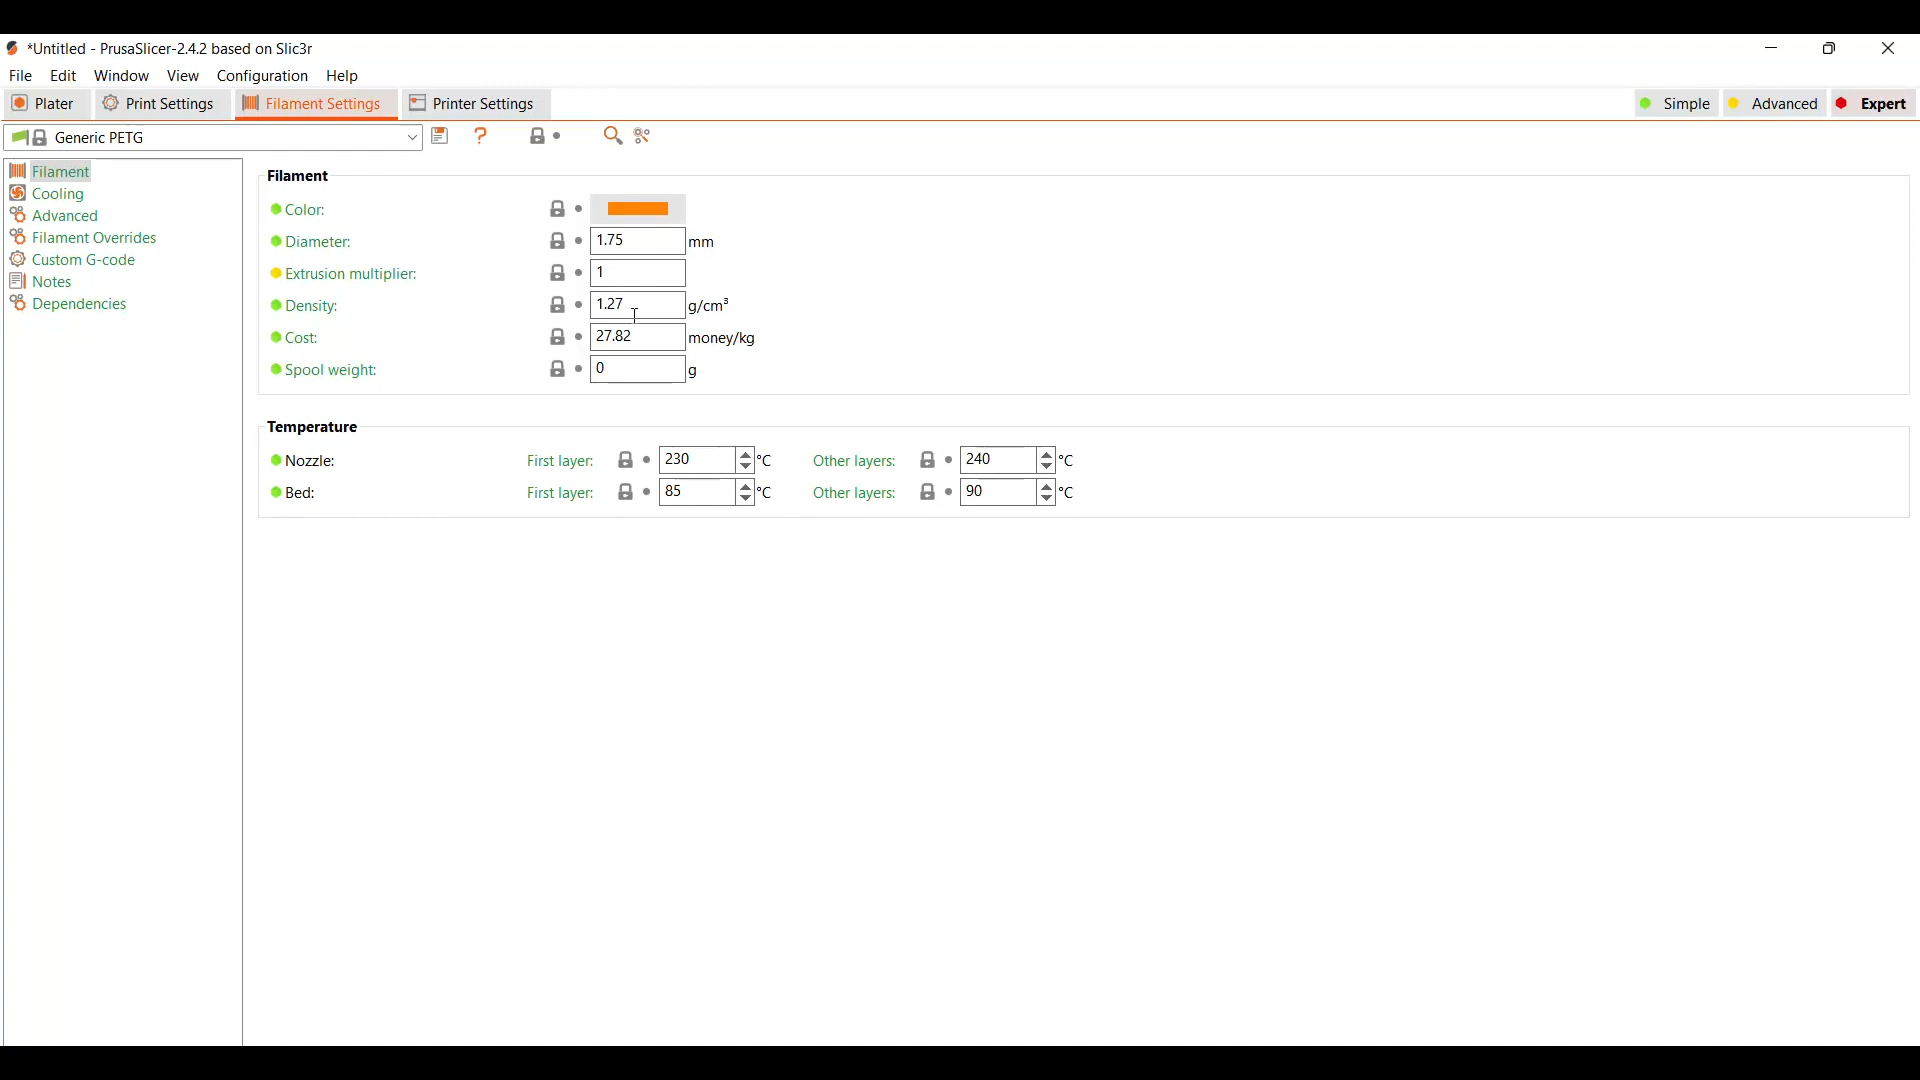 *Untitled - PrusaSlicer-2.4.2 based on Slic3r
File Edit Window View Configuration Help
Plater Print Settings Filament Settings Printer Settings Simple Advanced Expert
Generic PETG ?
Filament
Cooling
Advanced
Filament Overrides
Custom G-code
Notes
Dependencies
Filament
Color:
Diameter: 1.75 mm
Extrusion multiplier: 1
Density: 1.27 g/cm³
Cost: 27.82 money/kg
Spool weight: 0 g
Temperature
Nozzle: First layer: 230 °C Other layers: 240 °C
Bed: First layer: 85 °C Other layers: 90 °C